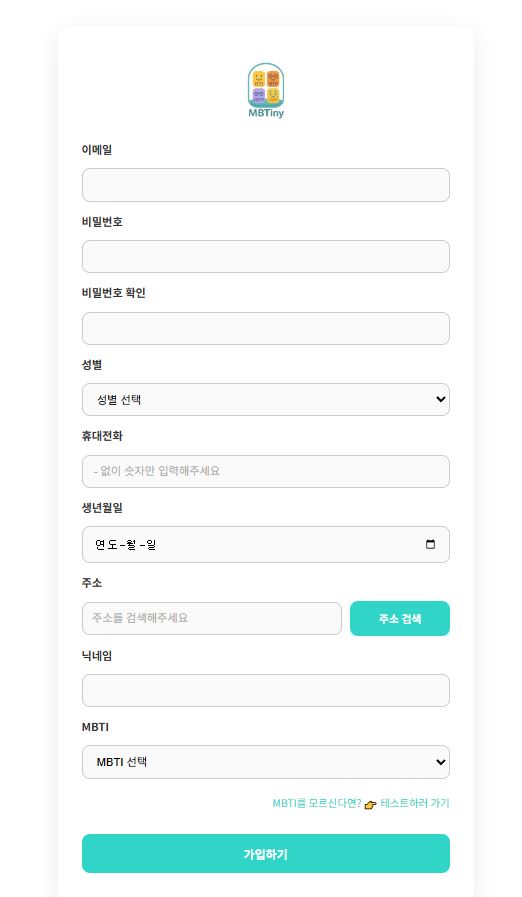 MBTiny
이메일
비밀번호
비밀번호 확인
성별
성별 선택
휴대전화
- 없이 숫자만 입력해주세요
생년월일
연도-월-일
주소
주소를 검색해주세요 주소 검색
닉네임
MBTI
MBTI 선택
MBTI를 모르신다면? 👉 테스트하러 가기
가입하기